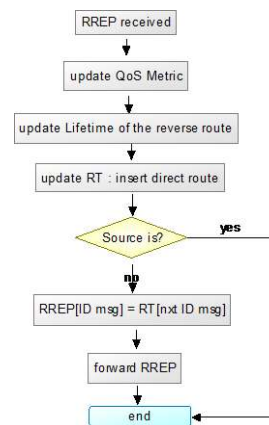 RREP received
update QoS Metric
update Lifetime of the reverse route
update RT : insert direct route
Source is?
yes
no
RREP[ID msg] = RT[nxt ID msg]
forward RREP
end